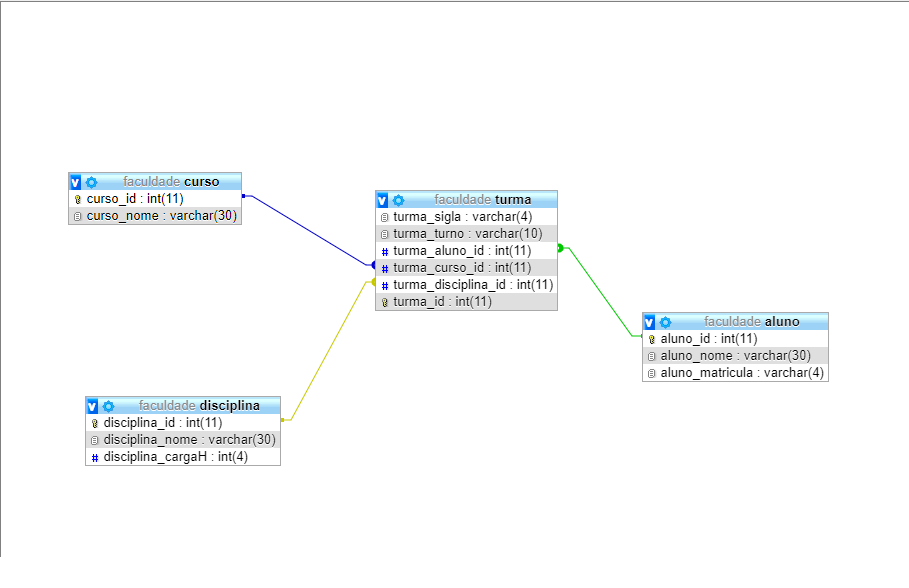 faculdade curso
curso_id : int(11)
curso_nome : varchar(30)
faculdade turma
turma_sigla : varchar(4)
turma_turno : varchar(10)
turma_aluno_id : int(11)
turma_curso_id : int(11)
turma_disciplina_id : int(11)
turma_id : int(11)
faculdade aluno
aluno_id : int(11)
aluno_nome : varchar(30)
aluno_matricula : varchar(4)
faculdade disciplina
disciplina_id : int(11)
disciplina_nome : varchar(30)
disciplina_cargaH : int(4)